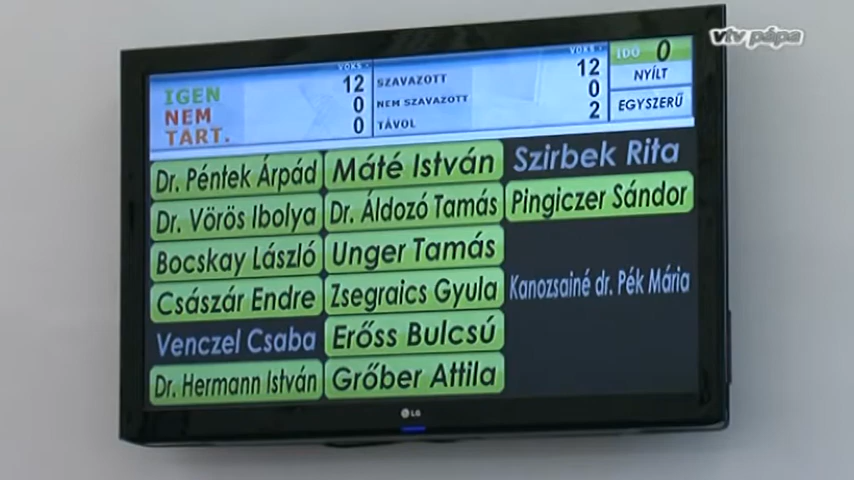 vtv pápa
VOKS
VOKS
IDŐ 0
IGEN 12
NEM 0
TART. 0
SZAVAZOTT 12
NEM SZAVAZOTT 0
TÁVOL 2
NYÍLT
EGYSZERŰ
Dr. Péntek Árpád
Dr. Vörös Ibolya
Bocskay László
Császár Endre
Venczel Csaba
Dr. Hermann István
Máté István
Dr. Áldozó Tamás
Unger Tamás
Zsegraics Gyula
Erőss Bulcsú
Grőber Attila
Szirbek Rita
Pingiczer Sándor
Kanozsainé dr. Pék Mária
LG